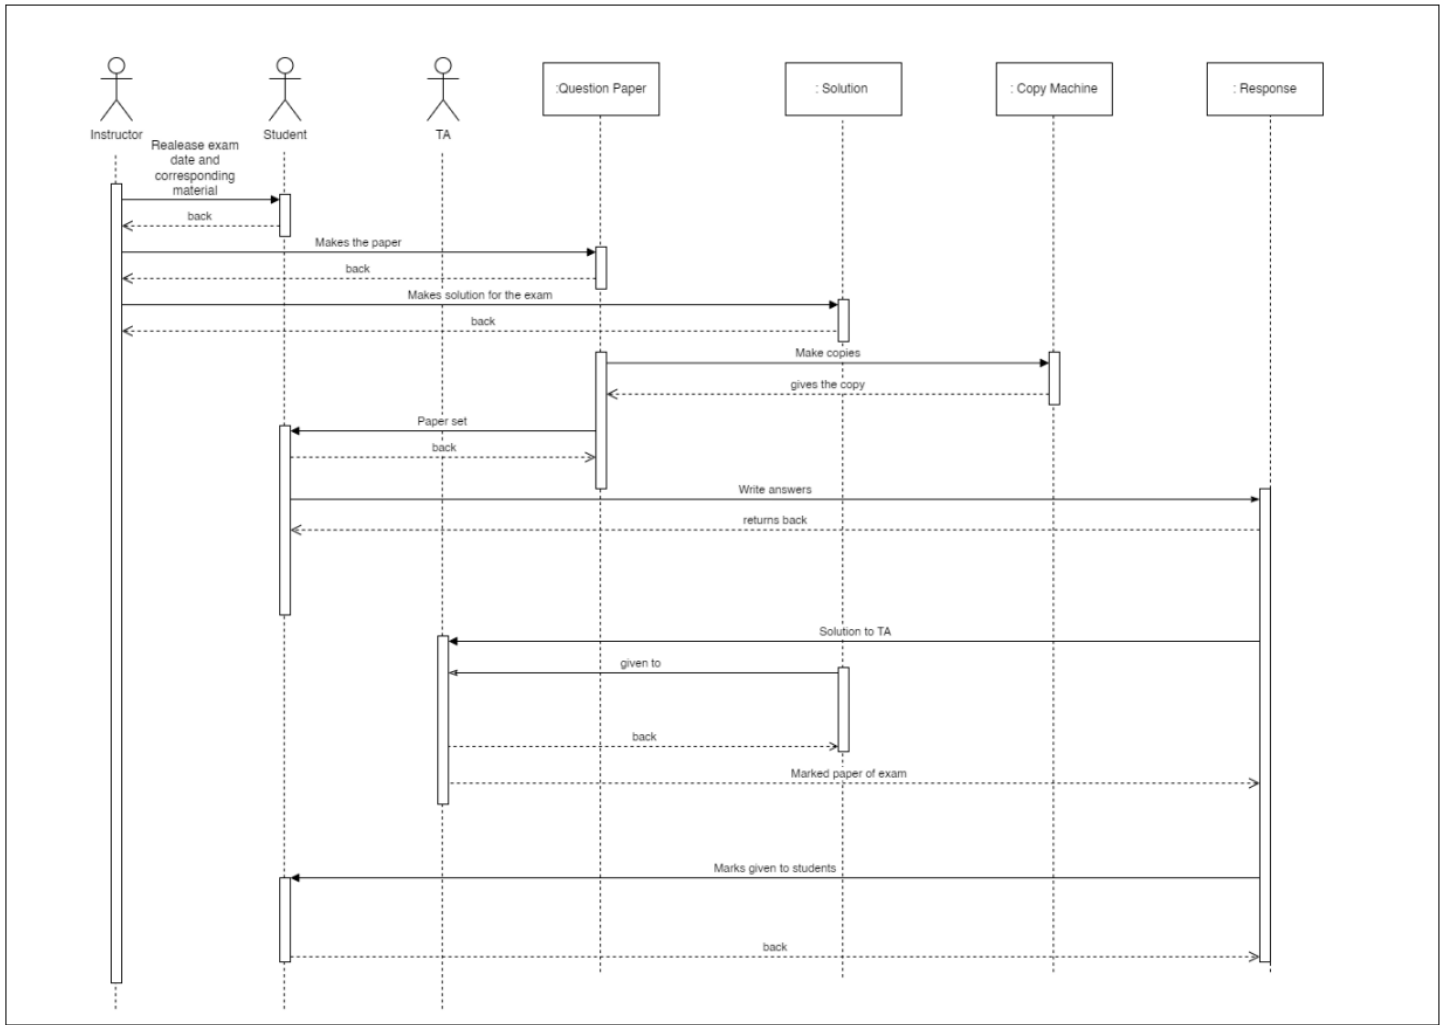 :Question Paper
: Solution
: Copy Machine
: Response
Instructor
Student
TA
Realease exam
date and
corresponding
material
back
Makes the paper
back
Makes solution for the exam
back
Make copies
gives the copy
Paper set
back
Write answers
returns back
Solution to TA
given to
back
Marked paper of exam
Marks given to students
back